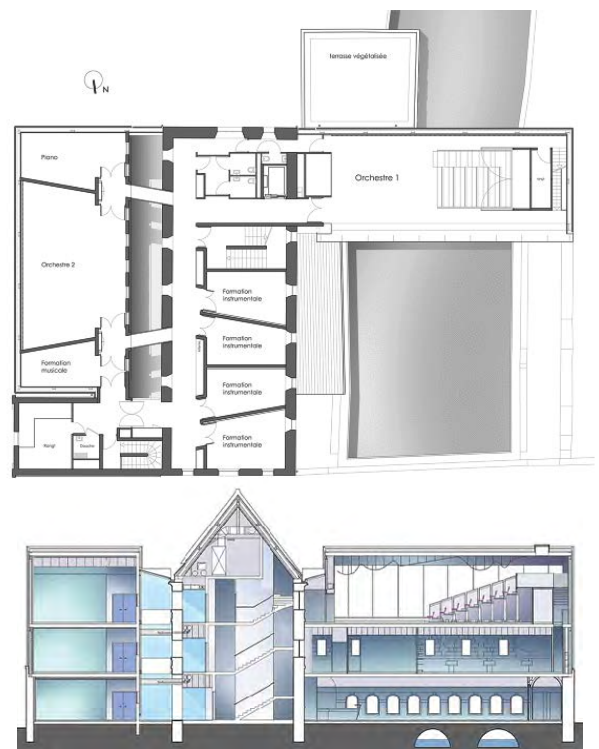 terrasse végétalisée
N
Piano
Orchestre 1
Orchestre 2
Formation
instrumentale
Formation
instrumentale
Formation
musicale
Formation
instrumentale
Formation
instrumentale
Rangt
Douche